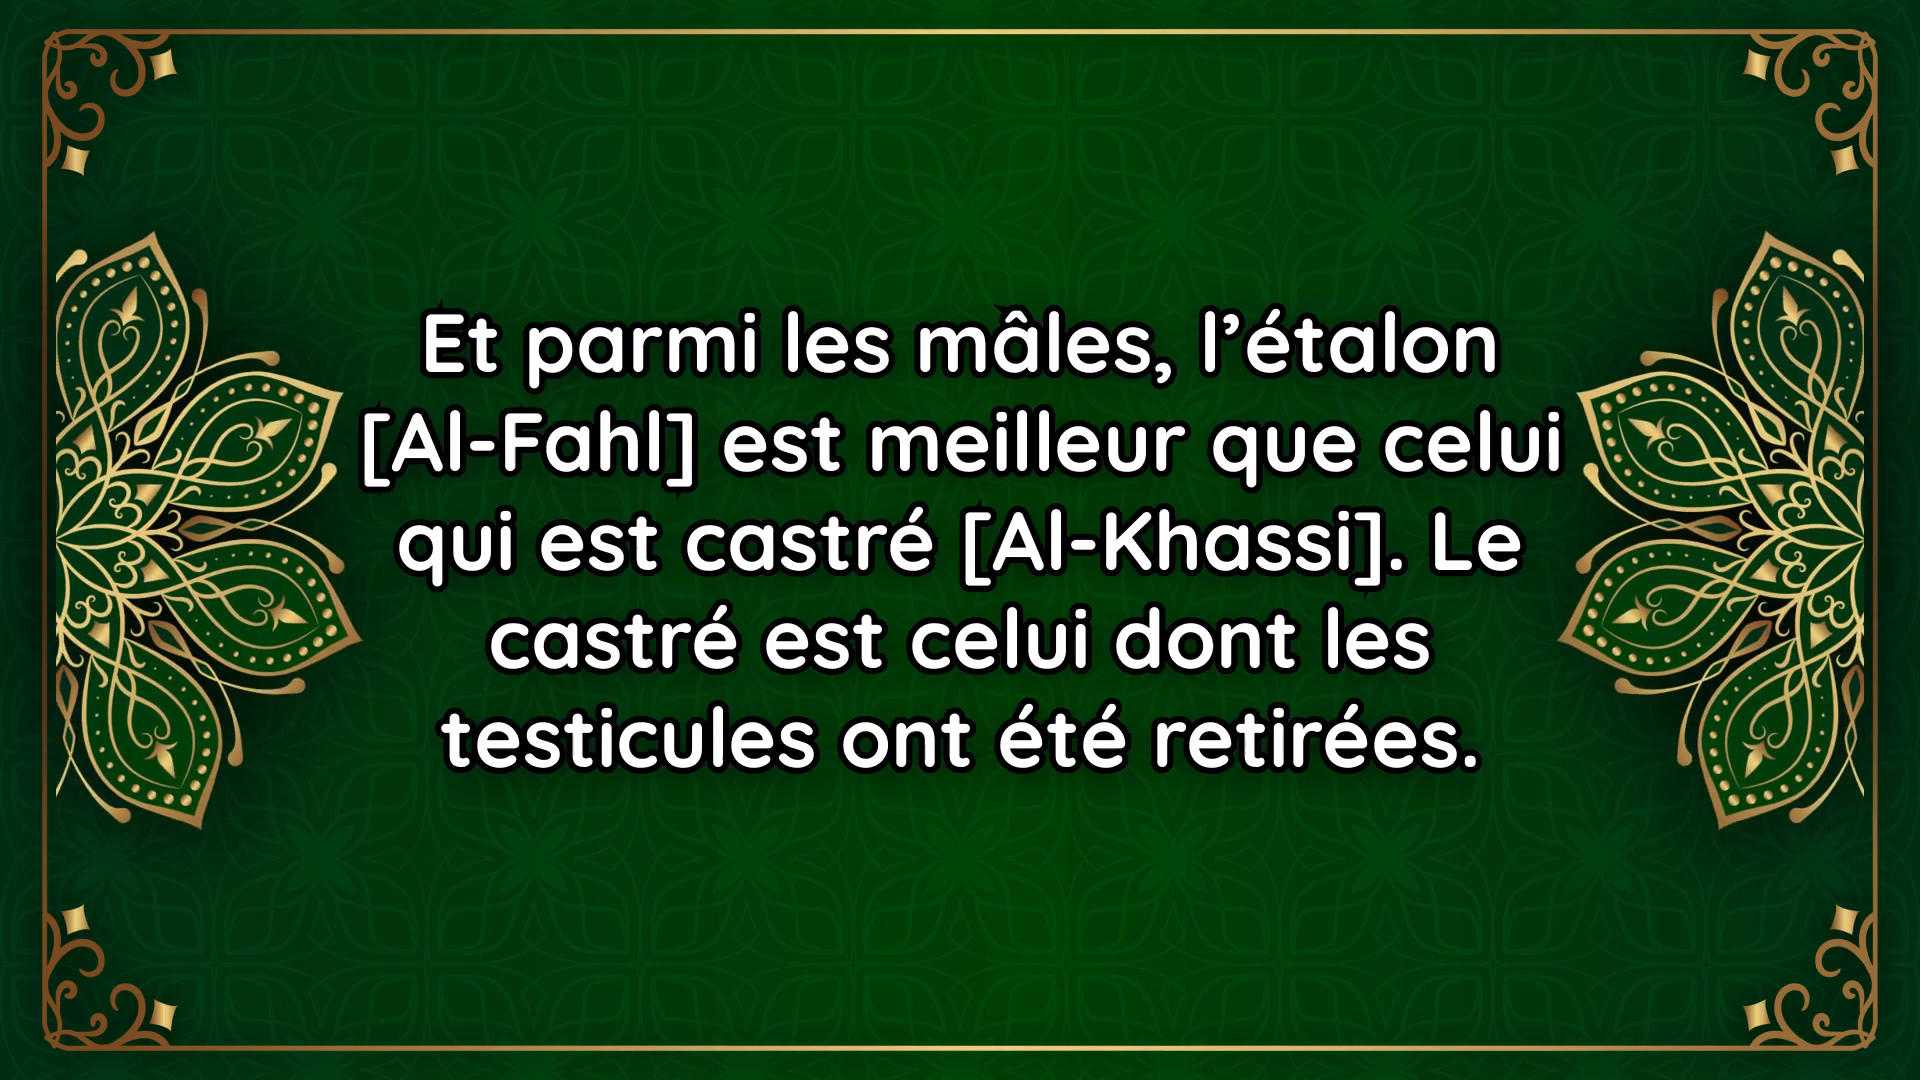 Et parmi les mâles, l’étalon
[Al-Fahl] est meilleur que celui
qui est castré [Al-Khassi]. Le
castré est celui dont les
testicules ont été retirées.